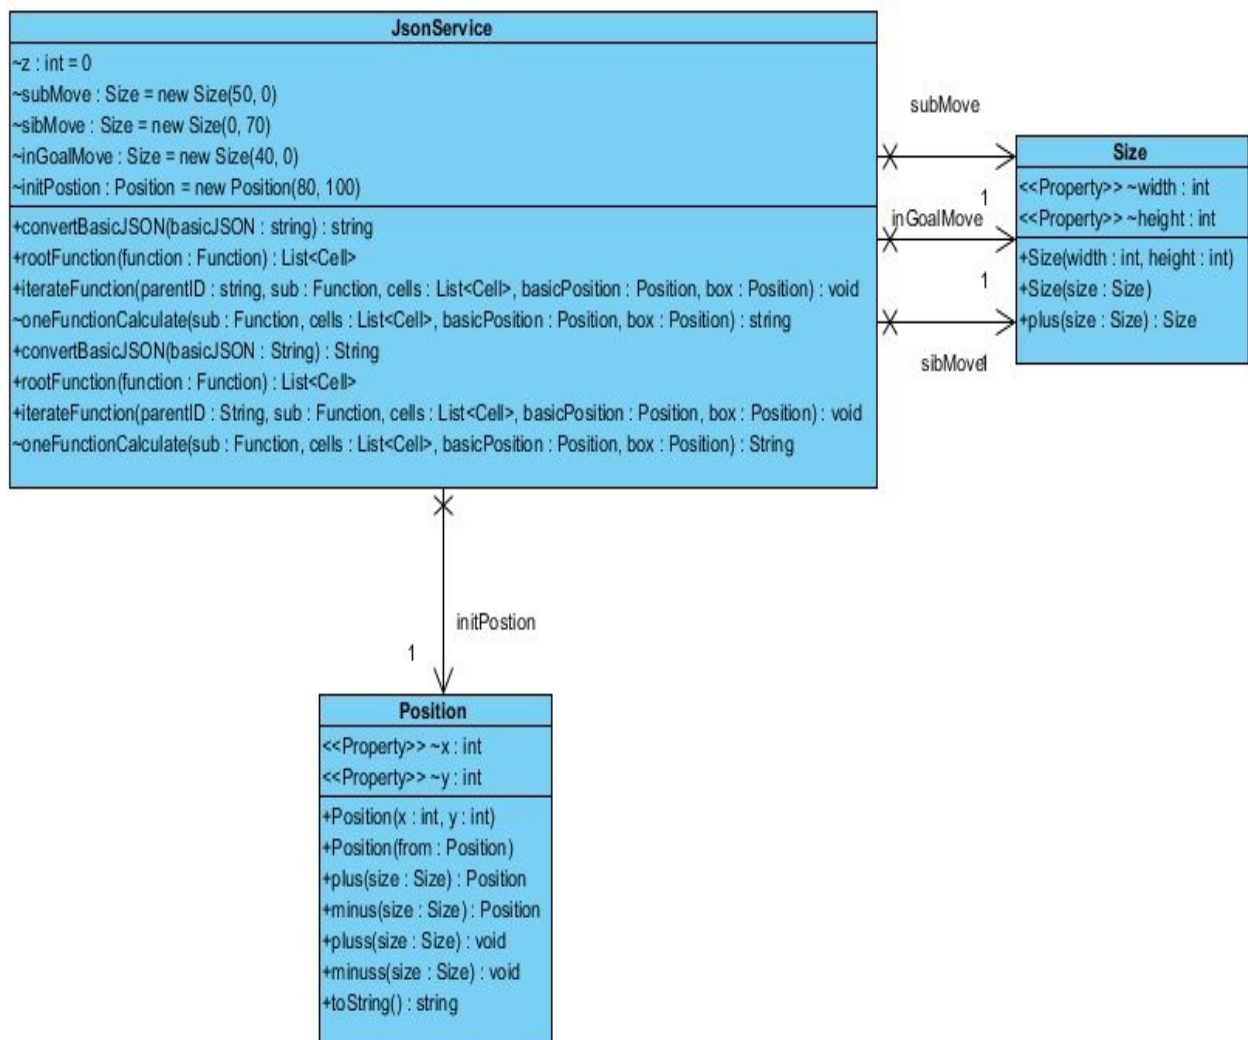 JsonService
~z : int = 0
~subMove : Size = new Size(50, 0)
~sibMove : Size = new Size(0, 70)
~inGoalMove : Size = new Size(40, 0)
~initPostion : Position = new Position(80, 100)
+convertBasicJSON(basicJSON : string) : string
+rootFunction(function : Function) : List<Cell>
+iterateFunction(parentID : string, sub : Function, cells : List<Cell>, basicPosition : Position, box : Position) : void
~oneFunctionCalculate(sub : Function, cells : List<Cell>, basicPosition : Position, box : Position) : string
+convertBasicJSON(basicJSON : String) : String
+rootFunction(function : Function) : List<Cell>
+iterateFunction(parentID : String, sub : Function, cells : List<Cell>, basicPosition : Position, box : Position) : void
~oneFunctionCalculate(sub : Function, cells : List<Cell>, basicPosition : Position, box : Position) : String
subMove
1
inGoalMove
1
sibMove
1
Size
<<Property>> ~width : int
<<Property>> ~height : int
+Size(width : int, height : int)
+Size(size : Size)
+plus(size : Size) : Size
initPostion
1
Position
<<Property>> ~x : int
<<Property>> ~y : int
+Position(x : int, y : int)
+Position(from : Position)
+plus(size : Size) : Position
+minus(size : Size) : Position
+pluss(size : Size) : void
+minuss(size : Size) : void
+toString() : string